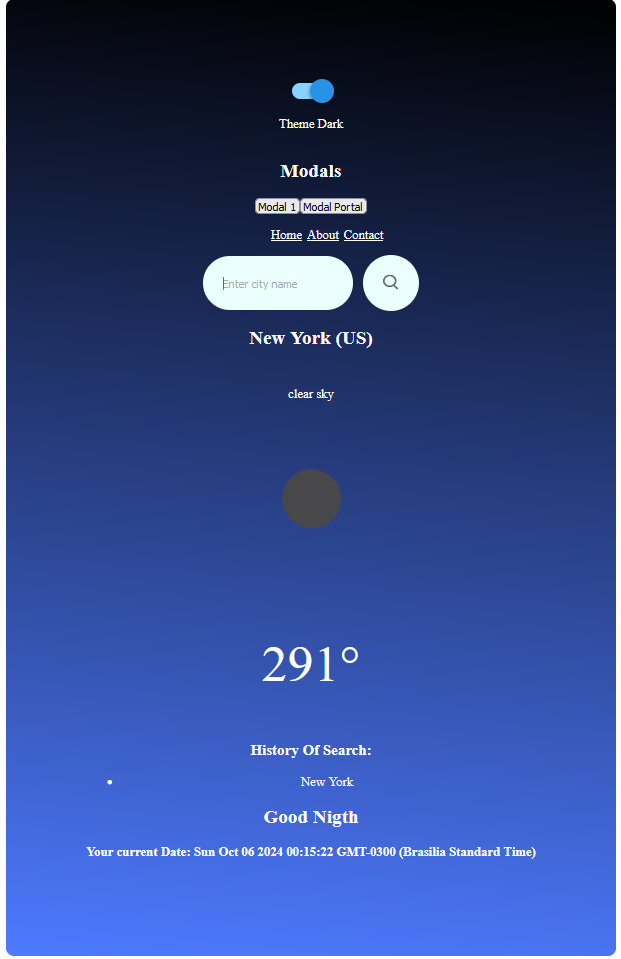 Theme Dark
Modals
Modal 1 Modal Portal
Home About Contact
Enter city name
New York (US)
clear sky
291°
History Of Search:
• New York
Good Nigth
Your current Date: Sun Oct 06 2024 00:15:22 GMT-0300 (Brasilia Standard Time)